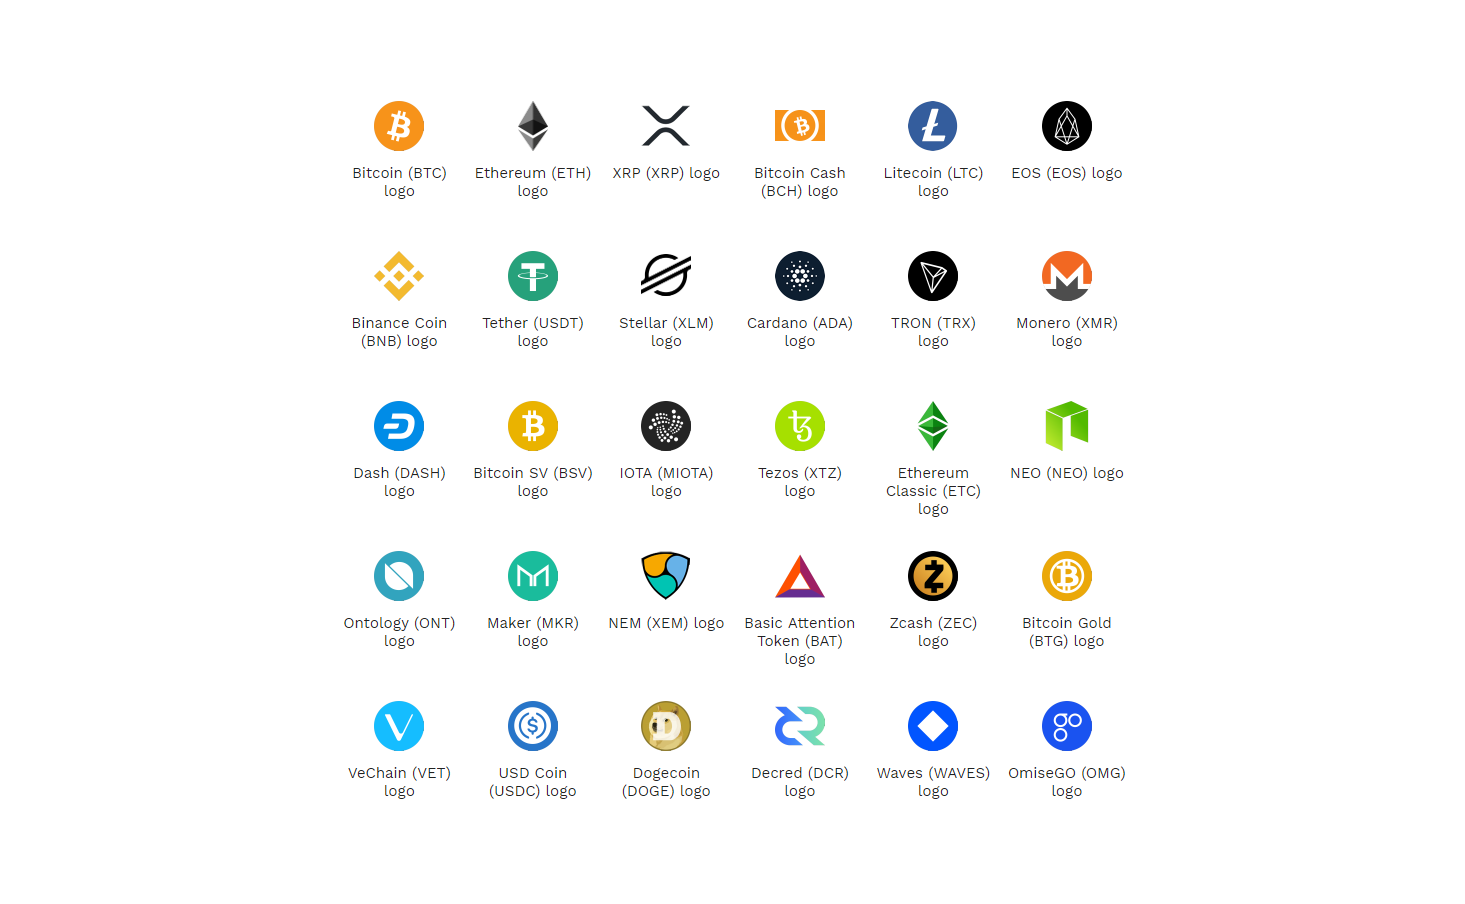 Bitcoin (BTC)
logo
Ethereum (ETH)
logo
XRP (XRP) logo
Bitcoin Cash
(BCH) logo
Litecoin (LTC)
logo
EOS (EOS) logo
Binance Coin
(BNB) logo
Tether (USDT)
logo
Stellar (XLM)
logo
Cardano (ADA)
logo
TRON (TRX)
logo
Monero (XMR)
logo
Dash (DASH)
logo
Bitcoin SV (BSV)
logo
IOTA (MIOTA)
logo
Tezos (XTZ)
logo
Ethereum
Classic (ETC)
logo
NEO (NEO) logo
Ontology (ONT)
logo
Maker (MKR)
logo
NEM (XEM) logo
Basic Attention
Token (BAT)
logo
Zcash (ZEC)
logo
Bitcoin Gold
(BTG) logo
VeChain (VET)
logo
USD Coin
(USDC) logo
Dogecoin
(DOGE) logo
Decred (DCR)
logo
Waves (WAVES)
logo
OmiseGO (OMG)
logo